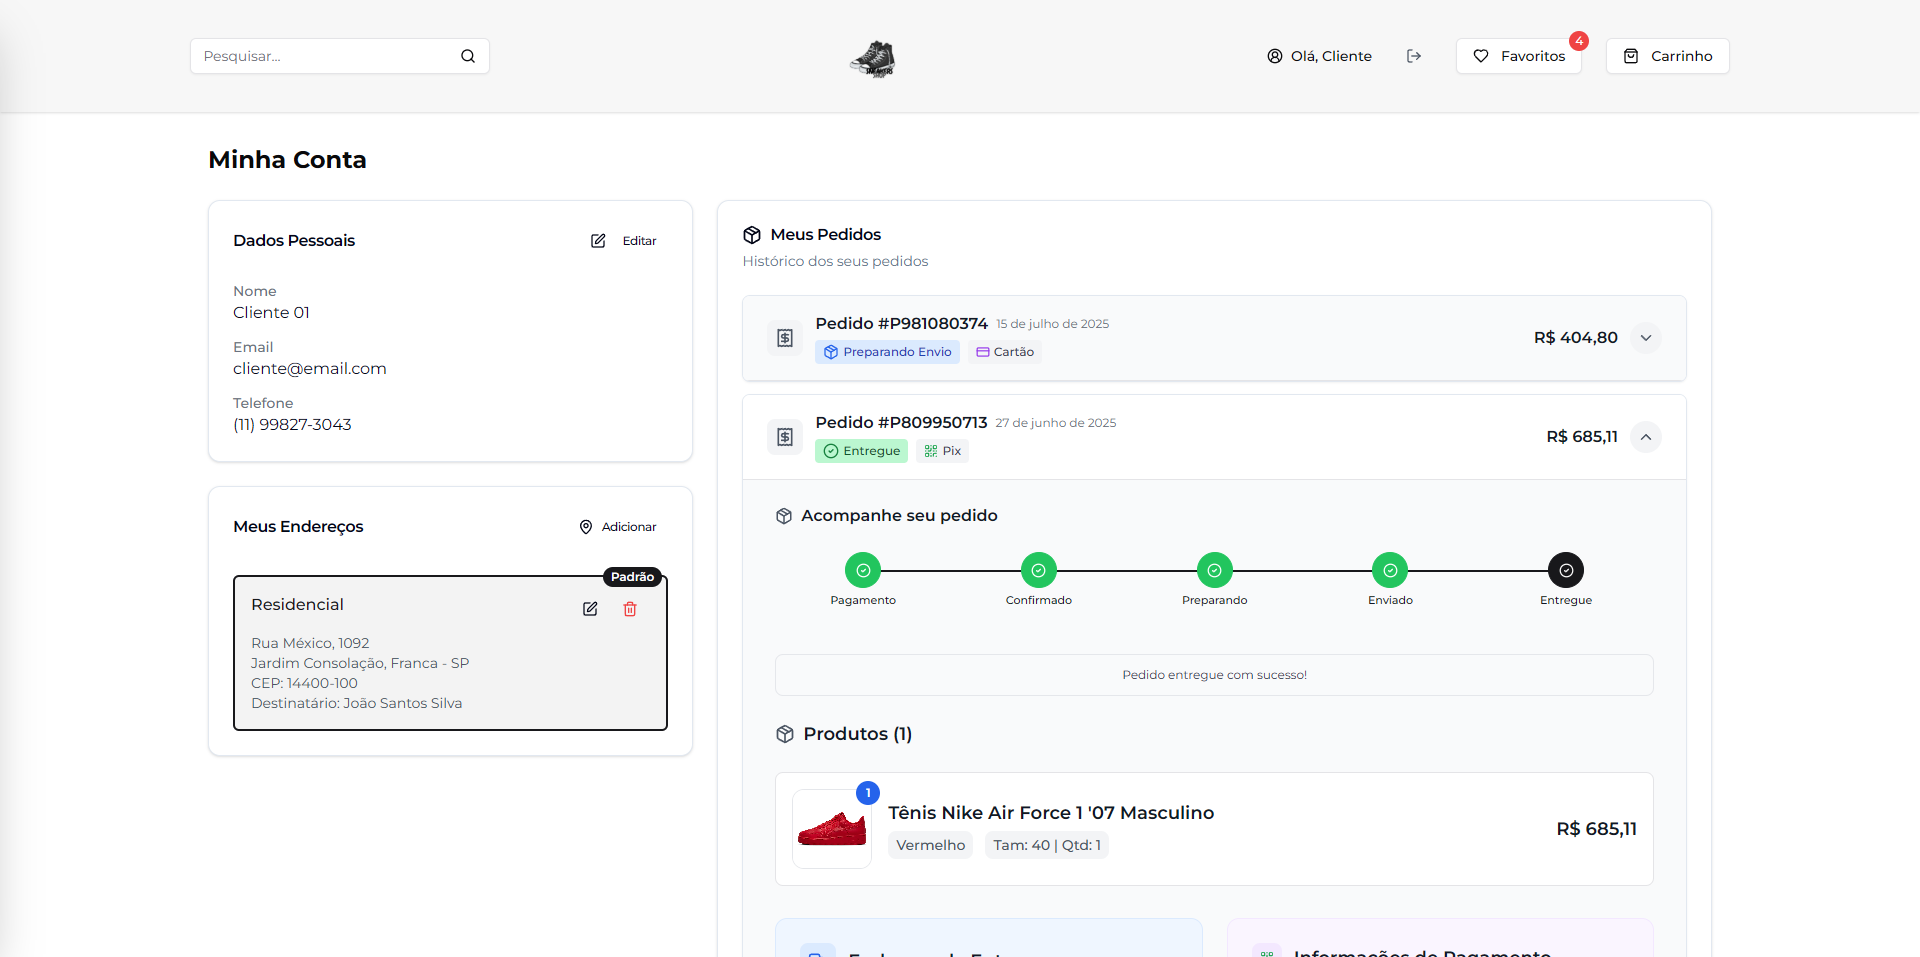 Pesquisar...
SNEAKERS
SHOP
Olá, Cliente
Favoritos
4
Carrinho
Minha Conta
Dados Pessoais
Editar
Nome
Cliente 01
Email
cliente@email.com
Telefone
(11) 99827-3043
Meus Endereços
Adicionar
Padrão
Residencial
Rua México, 1092
Jardim Consolação, Franca - SP
CEP: 14400-100
Destinatário: João Santos Silva
Meus Pedidos
Histórico dos seus pedidos
Pedido #P981080374 15 de julho de 2025
Preparando Envio Cartão
R$ 404,80
Pedido #P809950713 27 de junho de 2025
Entregue Pix
R$ 685,11
Acompanhe seu pedido
Pagamento Confirmado Preparando Enviado Entregue
Pedido entregue com sucesso!
Produtos (1)
1
Tênis Nike Air Force 1 '07 Masculino
Vermelho Tam: 40 | Qtd: 1
R$ 685,11
Informações de Pagamento